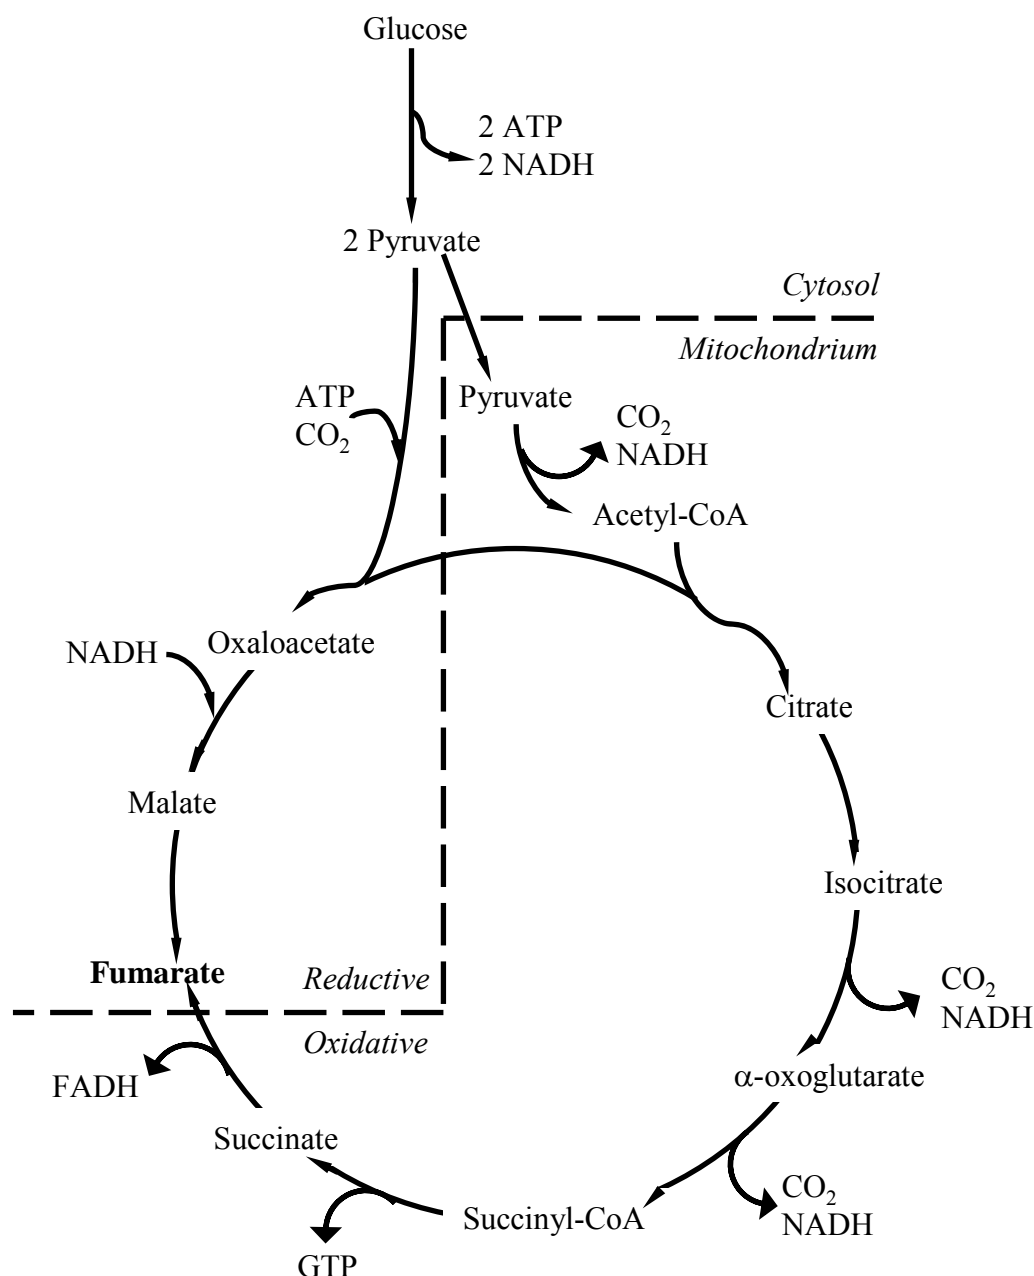 Glucose
2 ATP
2 NADH
2 Pyruvate
Cytosol
Mitochondrium
ATP
CO₂
Pyruvate
CO₂
NADH
Acetyl-CoA
NADH
Oxaloacetate
Citrate
Malate
Isocitrate
Fumarate
Reductive
CO₂
NADH
Oxidative
FADH
α-oxoglutarate
Succinate
CO₂
NADH
Succinyl-CoA
GTP